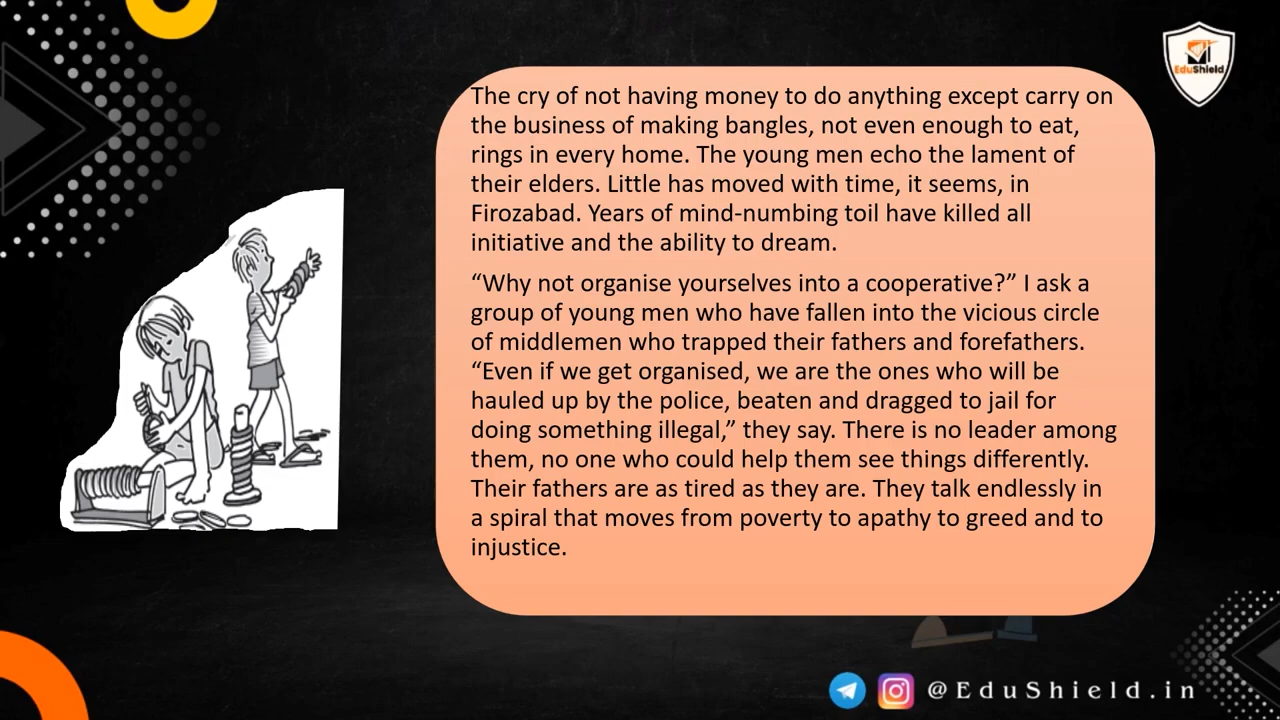 EduShield
The cry of not having money to do anything except carry on
the business of making bangles, not even enough to eat,
rings in every home. The young men echo the lament of
their elders. Little has moved with time, it seems, in
Firozabad. Years of mind-numbing toil have killed all
initiative and the ability to dream.
“Why not organise yourselves into a cooperative?” I ask a
group of young men who have fallen into the vicious circle
of middlemen who trapped their fathers and forefathers.
“Even if we get organised, we are the ones who will be
hauled up by the police, beaten and dragged to jail for
doing something illegal,” they say. There is no leader among
them, no one who could help them see things differently.
Their fathers are as tired as they are. They talk endlessly in
a spiral that moves from poverty to apathy to greed and to
injustice.
@EduShield.in